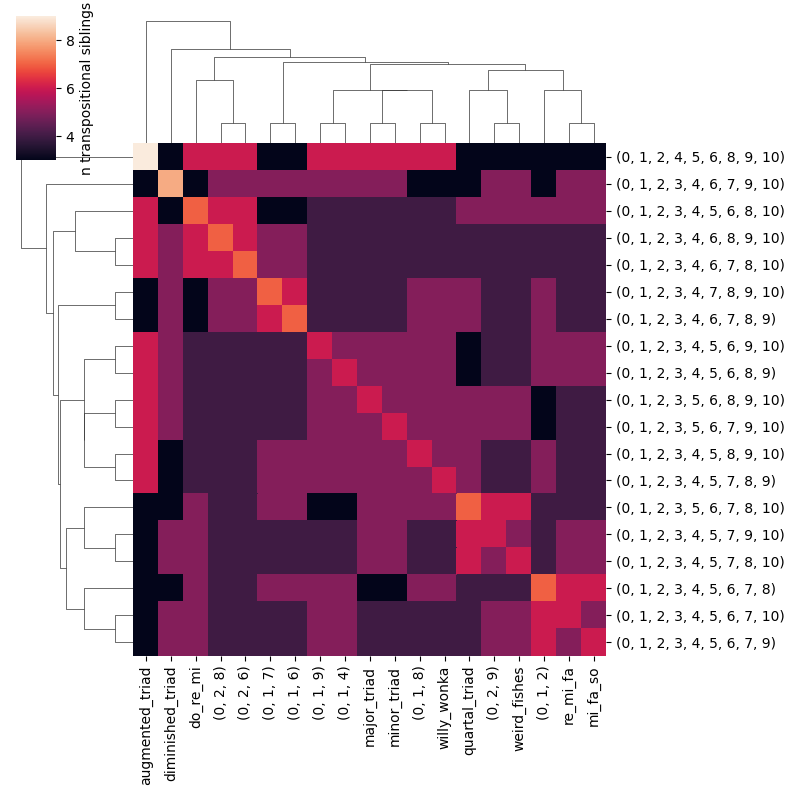 8
6
4
n transpositional siblings
(0, 1, 2, 4, 5, 6, 8, 9, 10)
(0, 1, 2, 3, 4, 6, 7, 9, 10)
(0, 1, 2, 3, 4, 5, 6, 8, 10)
(0, 1, 2, 3, 4, 6, 8, 9, 10)
(0, 1, 2, 3, 4, 6, 7, 8, 10)
(0, 1, 2, 3, 4, 7, 8, 9, 10)
(0, 1, 2, 3, 4, 6, 7, 8, 9)
(0, 1, 2, 3, 4, 5, 6, 9, 10)
(0, 1, 2, 3, 4, 5, 6, 8, 9)
(0, 1, 2, 3, 5, 6, 8, 9, 10)
(0, 1, 2, 3, 5, 6, 7, 9, 10)
(0, 1, 2, 3, 4, 5, 8, 9, 10)
(0, 1, 2, 3, 4, 5, 7, 8, 9)
(0, 1, 2, 3, 5, 6, 7, 8, 10)
(0, 1, 2, 3, 4, 5, 7, 9, 10)
(0, 1, 2, 3, 4, 5, 7, 8, 10)
(0, 1, 2, 3, 4, 5, 6, 7, 8)
(0, 1, 2, 3, 4, 5, 6, 7, 10)
(0, 1, 2, 3, 4, 5, 6, 7, 9)
augmented_triad
diminished_triad
do_re_mi
(0, 2, 8)
(0, 2, 6)
(0, 1, 7)
(0, 1, 6)
(0, 1, 9)
(0, 1, 4)
major_triad
minor_triad
(0, 1, 8)
willy_wonka
quartal_triad
(0, 2, 9)
weird_fishes
(0, 1, 2)
re_mi_fa
mi_fa_so